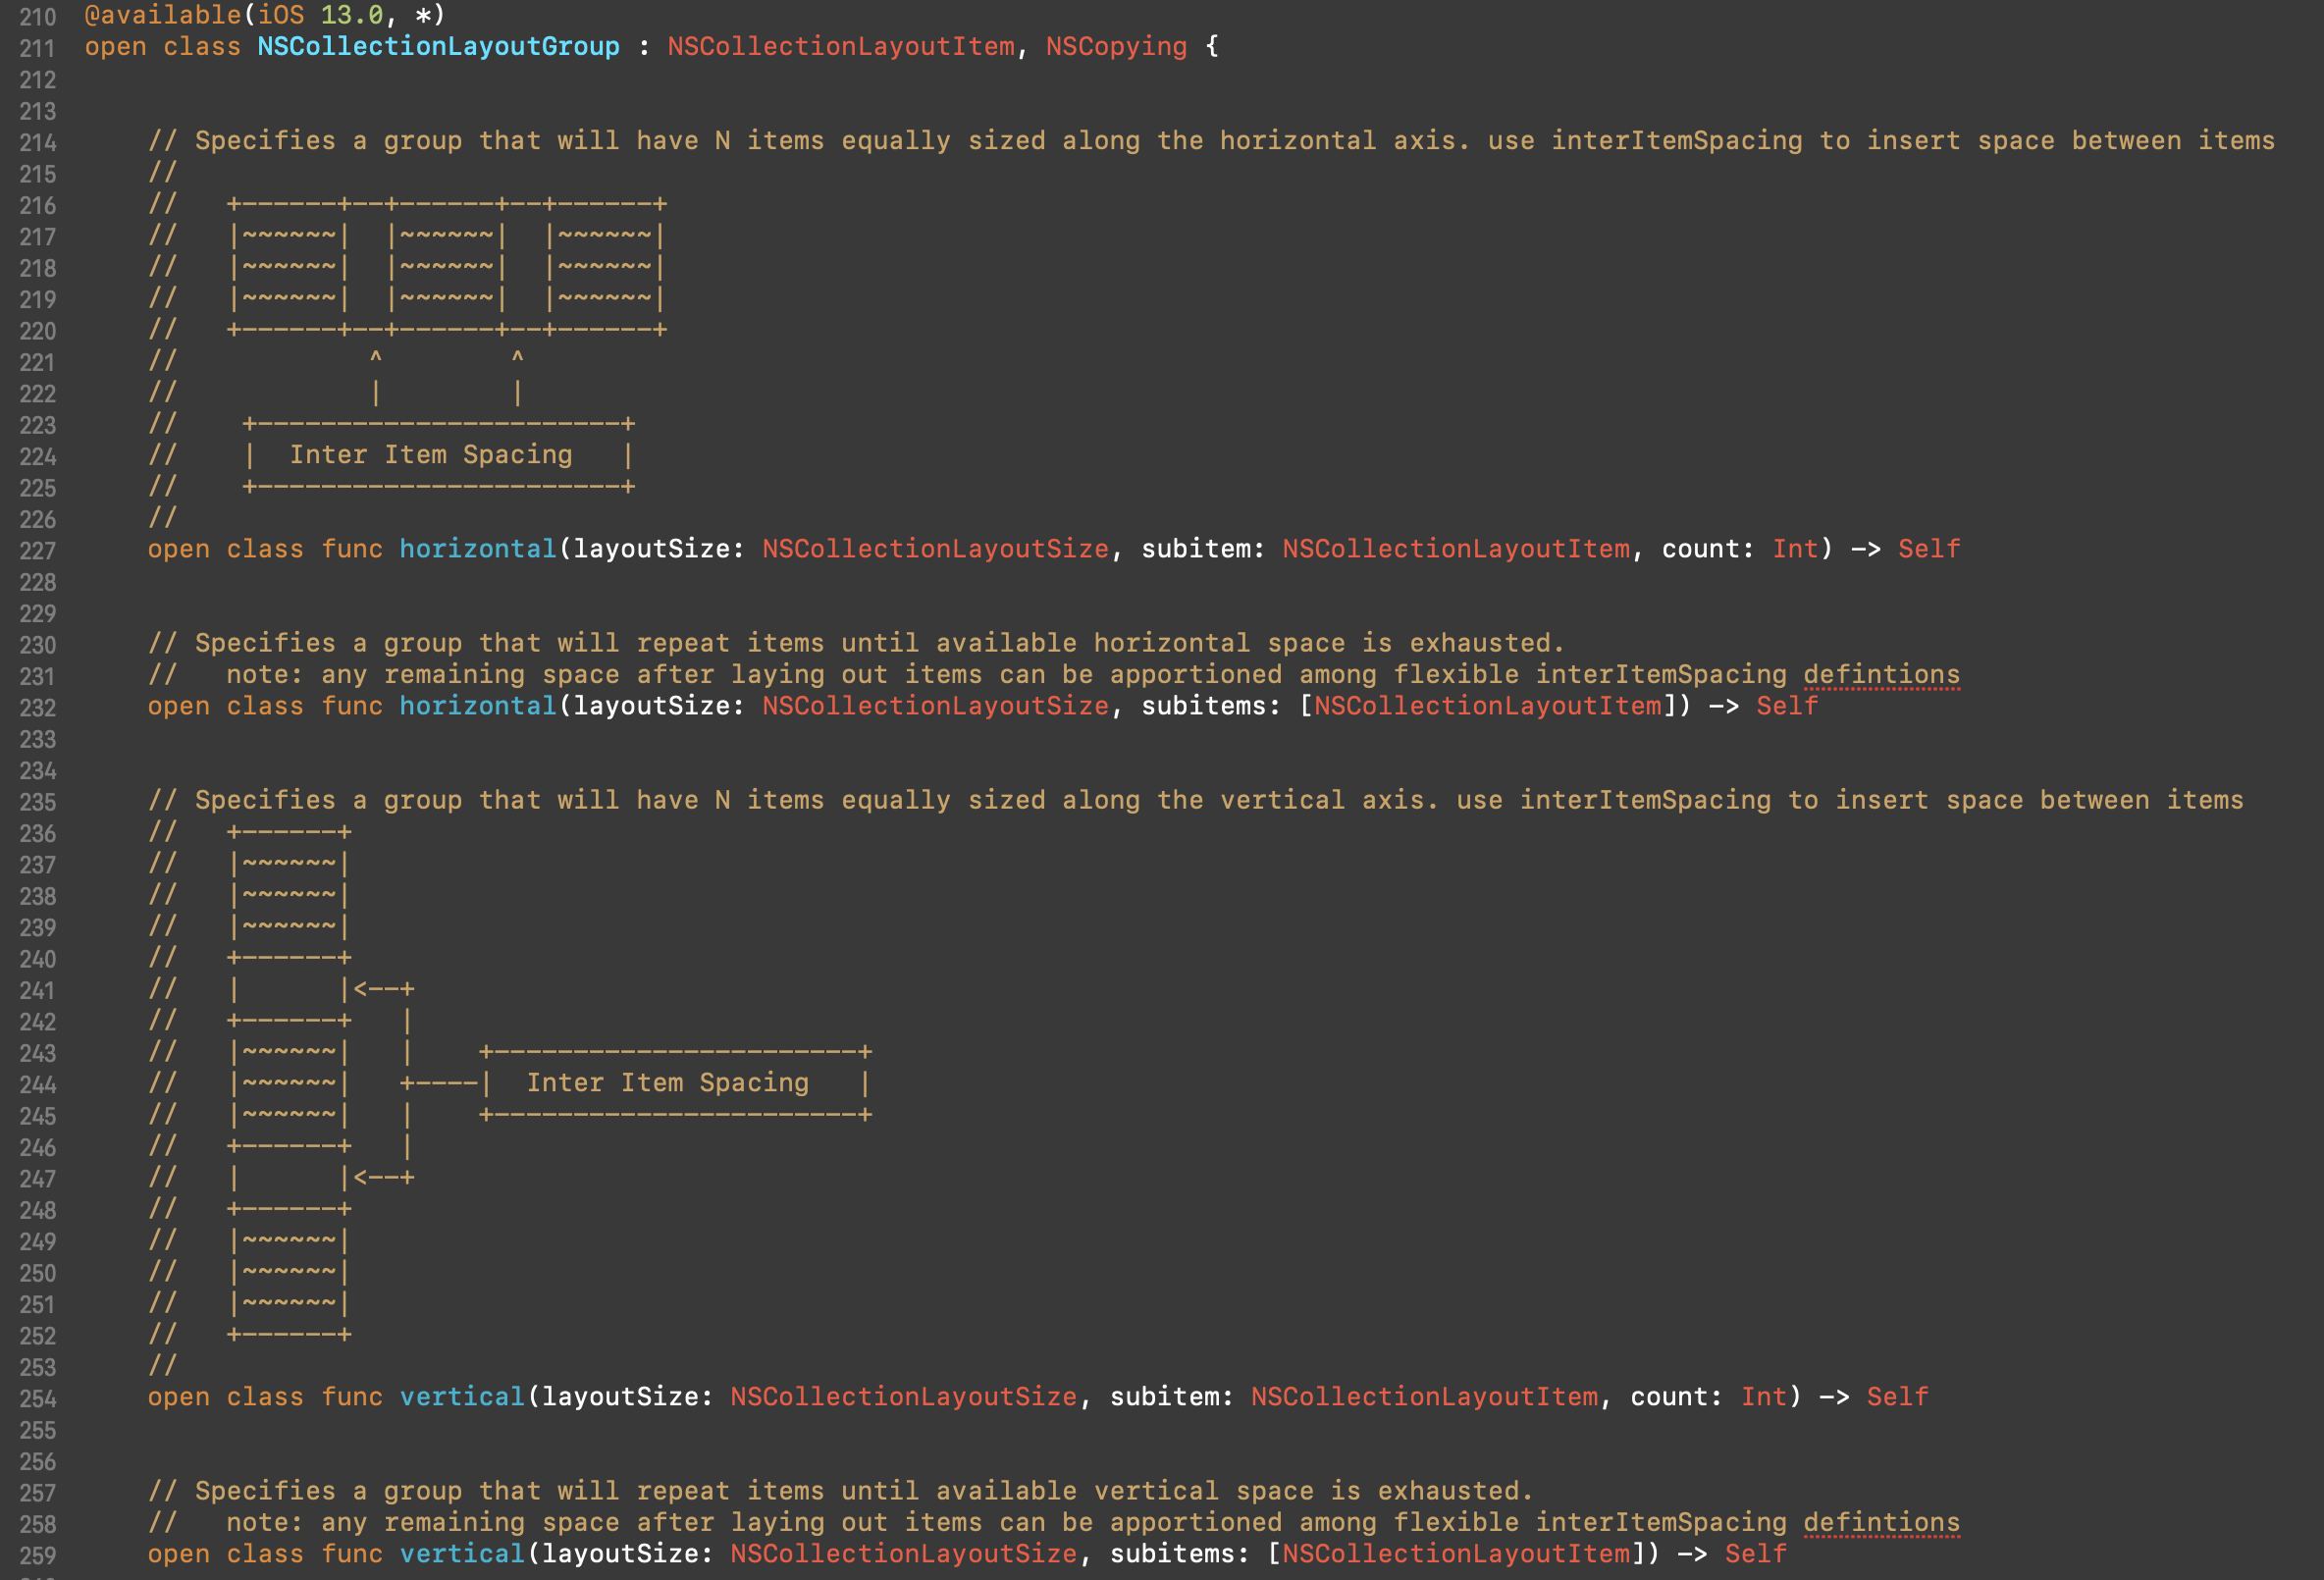 210 @available(iOS 13.0, *)
211 open class NSCollectionLayoutGroup : NSCollectionLayoutItem, NSCopying {
212
213
214     // Specifies a group that will have N items equally sized along the horizontal axis. use interItemSpacing to insert space between items
215     //
216     //   +------+--+------+--+------+
217     //   |~~~~~~|  |~~~~~~|  |~~~~~~|
218     //   |~~~~~~|  |~~~~~~|  |~~~~~~|
219     //   |~~~~~~|  |~~~~~~|  |~~~~~~|
220     //   +------+--+------+--+------+
221     //            ^        ^
222     //            |        |
223     //    +-----------------------+
224     //    |  Inter Item Spacing   |
225     //    +-----------------------+
226     //
227     open class func horizontal(layoutSize: NSCollectionLayoutSize, subitem: NSCollectionLayoutItem, count: Int) -> Self
228
229
230     // Specifies a group that will repeat items until available horizontal space is exhausted.
231     //   note: any remaining space after laying out items can be apportioned among flexible interItemSpacing defintions
232     open class func horizontal(layoutSize: NSCollectionLayoutSize, subitems: [NSCollectionLayoutItem]) -> Self
233
234
235     // Specifies a group that will have N items equally sized along the vertical axis. use interItemSpacing to insert space between items
236     //   +------+
237     //   |~~~~~~|
238     //   |~~~~~~|
239     //   |~~~~~~|
240     //   +------+
241     //   |      |<--+
242     //   +------+   |
243     //   |~~~~~~|   |    +-----------------------+
244     //   |~~~~~~|   +----|  Inter Item Spacing   |
245     //   |~~~~~~|   |    +-----------------------+
246     //   +------+   |
247     //   |      |<--+
248     //   +------+
249     //   |~~~~~~|
250     //   |~~~~~~|
251     //   |~~~~~~|
252     //   +------+
253     //
254     open class func vertical(layoutSize: NSCollectionLayoutSize, subitem: NSCollectionLayoutItem, count: Int) -> Self
255
256
257     // Specifies a group that will repeat items until available vertical space is exhausted.
258     //   note: any remaining space after laying out items can be apportioned among flexible interItemSpacing defintions
259     open class func vertical(layoutSize: NSCollectionLayoutSize, subitems: [NSCollectionLayoutItem]) -> Self